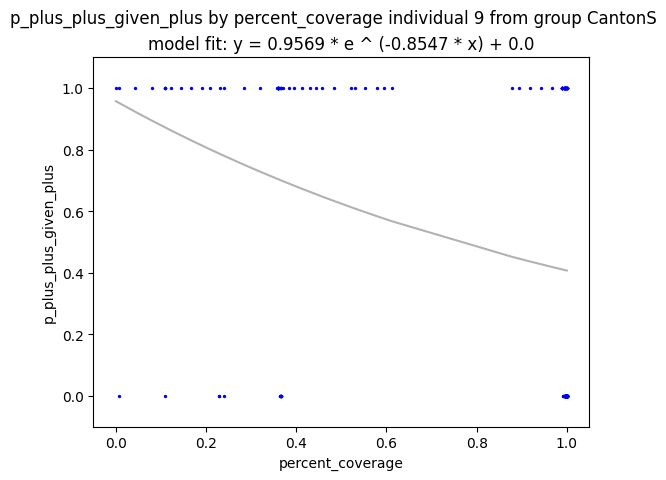 p_plus_plus_given_plus by percent_coverage individual 9 from group CantonS
model fit: y = 0.9569 * e ^ (-0.8547 * x) + 0.0
p_plus_plus_given_plus
1.0
0.8
0.6
0.4
0.2
0.0
0.0 0.2 0.4 0.6 0.8 1.0
percent_coverage